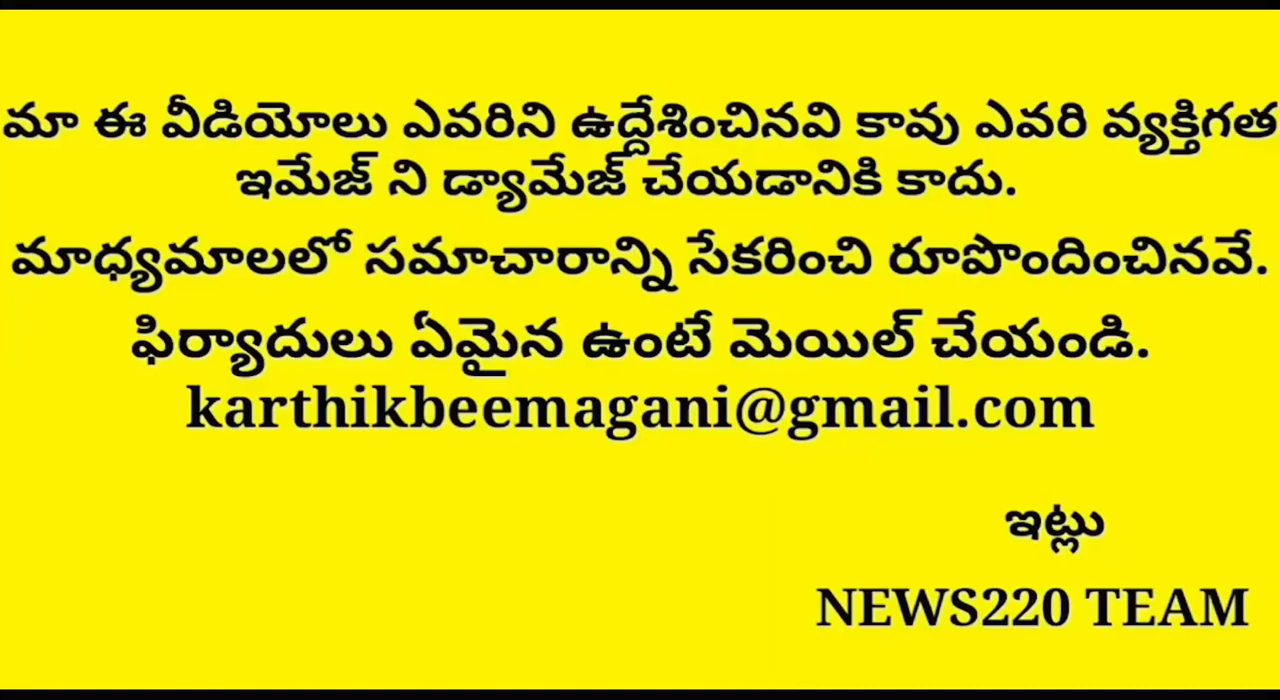 మా ఈ వీడియోలు ఎవరిని ఉద్దేశించినవి కావు ఎవరి వ్యక్తిగత
ఇమేజ్ ని డ్యామేజ్ చేయడానికి కాదు.
మాధ్యమాలలో సమాచారాన్ని సేకరించి రూపొందించినవే.
ఫిర్యాదులు ఏమైన ఉంటే మెయిల్ చేయండి.
karthikbeemagani@gmail.com
ఇట్లు
NEWS220 TEAM